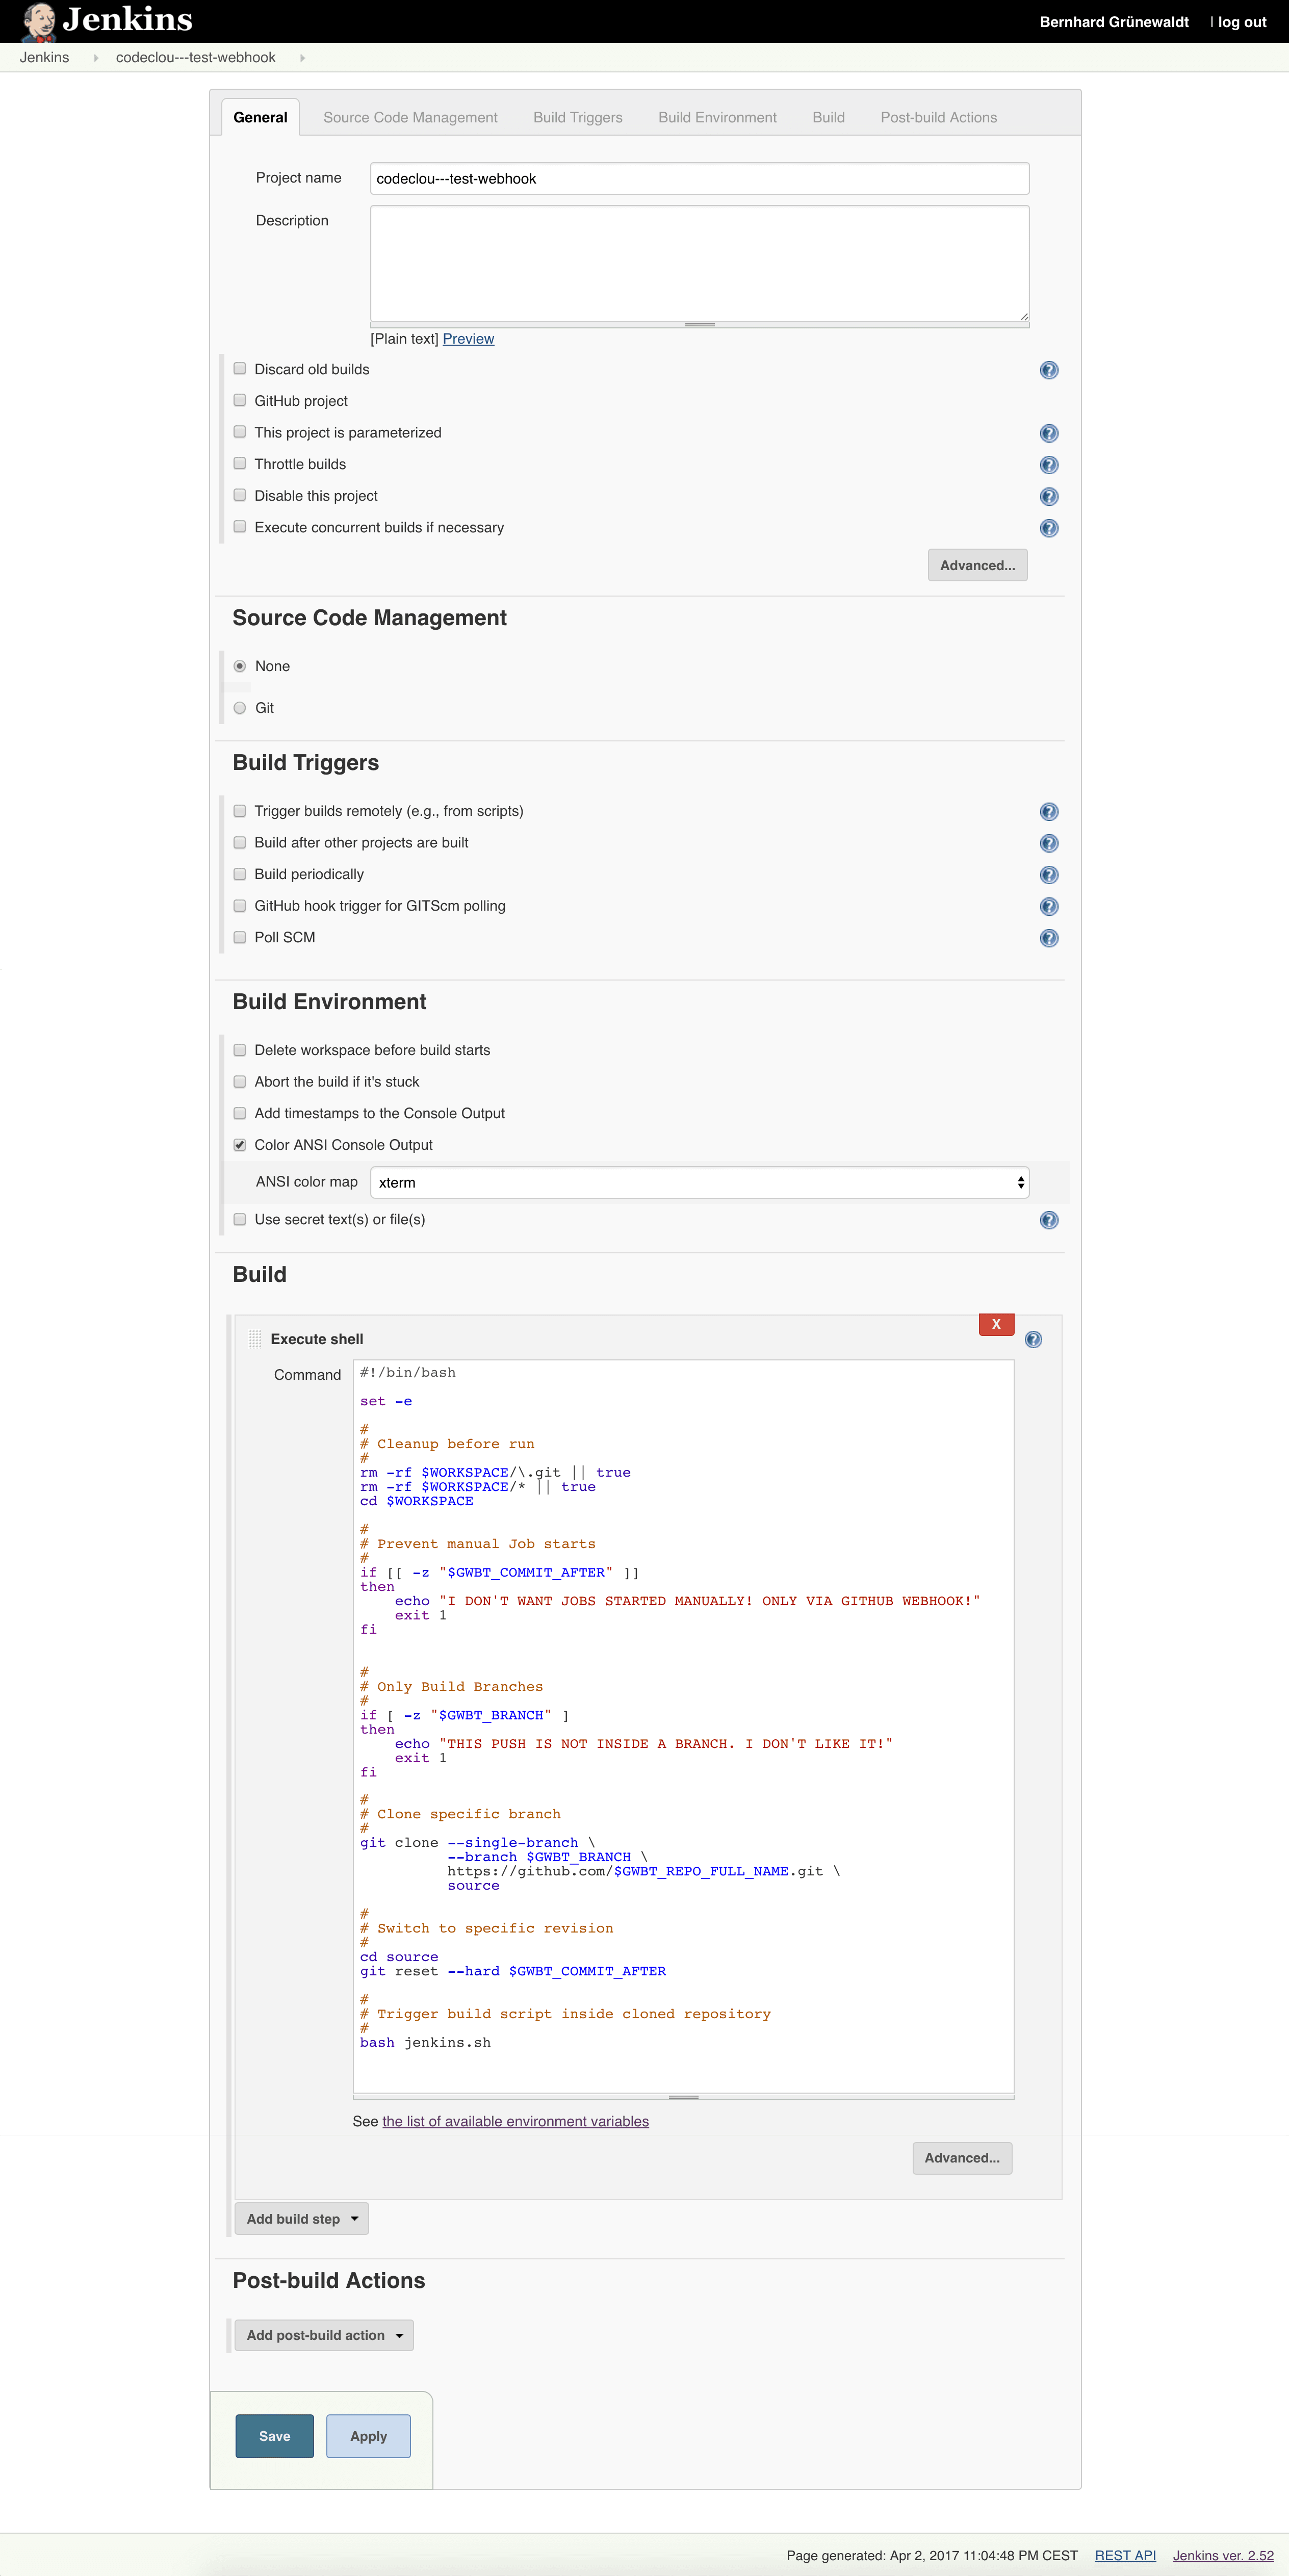 Jenkins
Bernhard Grünewaldt | log out
Jenkins codeclou---test-webhook
General Source Code Management Build Triggers Build Environment Build Post-build Actions
Project name codeclou---test-webhook
Description
[Plain text] Preview
Discard old builds
GitHub project
This project is parameterized
Throttle builds
Disable this project
Execute concurrent builds if necessary
Advanced...
Source Code Management
None
Git
Build Triggers
Trigger builds remotely (e.g., from scripts)
Build after other projects are built
Build periodically
GitHub hook trigger for GITScm polling
Poll SCM
Build Environment
Delete workspace before build starts
Abort the build if it's stuck
Add timestamps to the Console Output
Color ANSI Console Output
ANSI color map xterm
Use secret text(s) or file(s)
Build
X
Execute shell
Command
#!/bin/bash
set -e
#
# Cleanup before run
#
rm -rf $WORKSPACE/\.git || true
rm -rf $WORKSPACE/* || true
cd $WORKSPACE
#
# Prevent manual Job starts
#
if [[ -z "$GWBT_COMMIT_AFTER" ]]
then
    echo "I DON'T WANT JOBS STARTED MANUALLY! ONLY VIA GITHUB WEBHOOK!"
    exit 1
fi
#
# Only Build Branches
#
if [ -z "$GWBT_BRANCH" ]
then
    echo "THIS PUSH IS NOT INSIDE A BRANCH. I DON'T LIKE IT!"
    exit 1
fi
#
# Clone specific branch
#
git clone --single-branch \
          --branch $GWBT_BRANCH \
          https://github.com/$GWBT_REPO_FULL_NAME.git \
          source
#
# Switch to specific revision
#
cd source
git reset --hard $GWBT_COMMIT_AFTER
#
# Trigger build script inside cloned repository
#
bash jenkins.sh
See the list of available environment variables
Advanced...
Add build step
Post-build Actions
Add post-build action
Save Apply
Page generated: Apr 2, 2017 11:04:48 PM CEST REST API Jenkins ver. 2.52